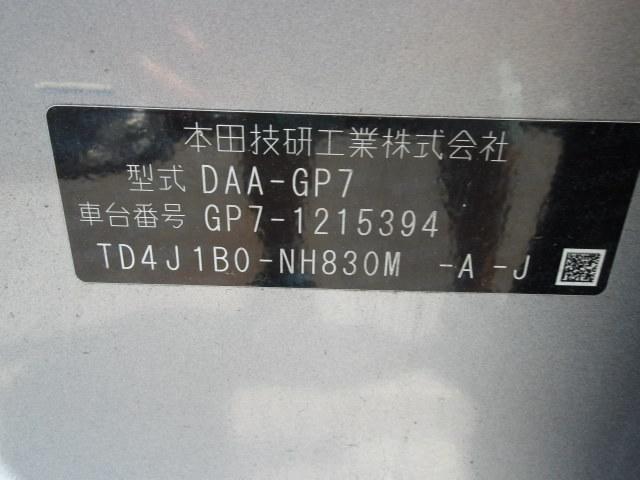 本田技研工業株式会社
型式 DAA-GP7
車台番号 GP7-1215394
TD4J1B0-NH830M -A-J